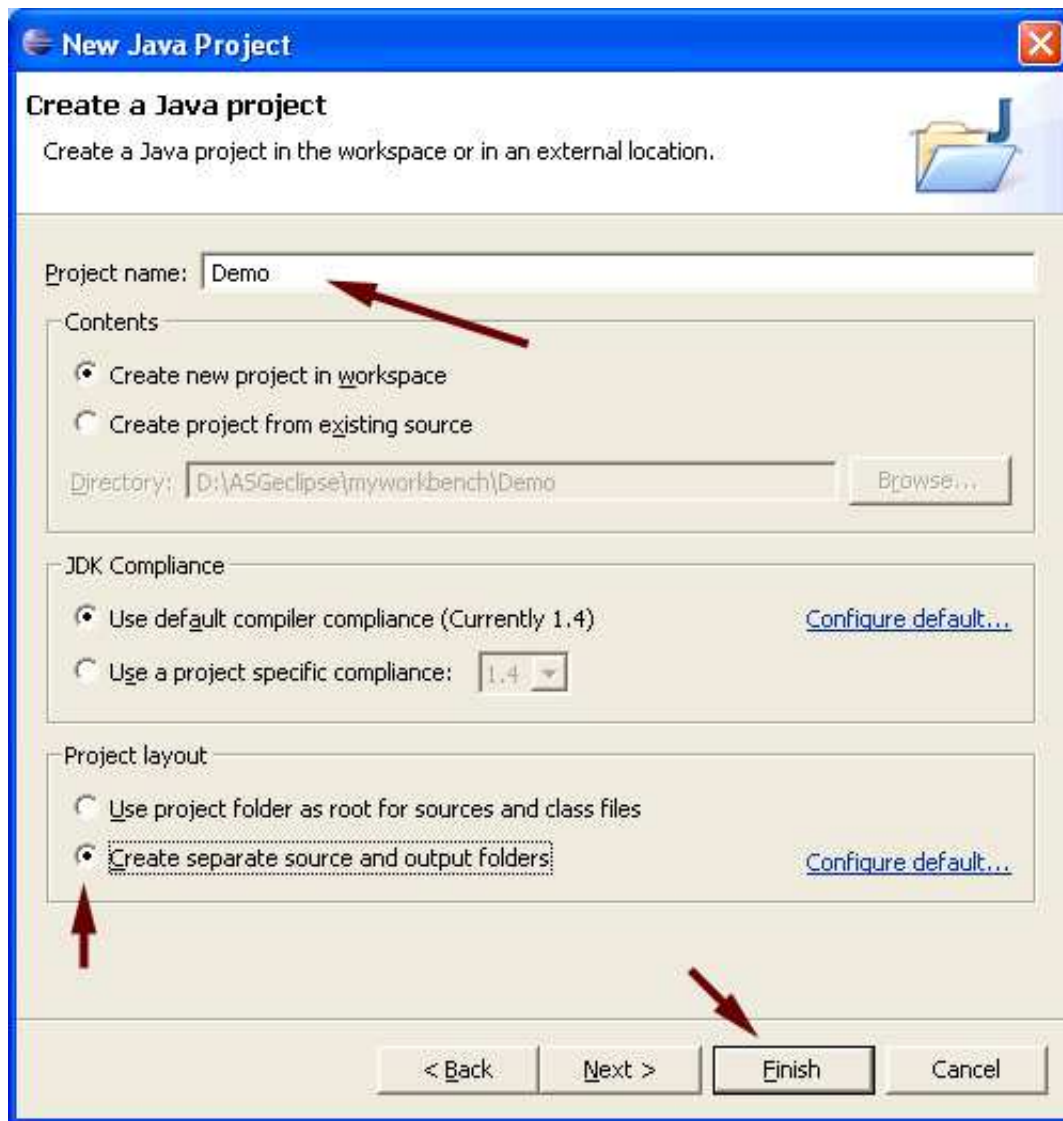 New Java Project
Create a Java project
Create a Java project in the workspace or in an external location.
Project name: Demo
Contents
Create new project in workspace
Create project from existing source
Directory: D:\ASGeclipse\myworkbench\Demo Browse...
JDK Compliance
Use default compiler compliance (Currently 1.4) Configure default...
Use a project specific compliance: 1.4
Project layout
Use project folder as root for sources and class files
Create separate source and output folders Configure default...
< Back Next > Finish Cancel